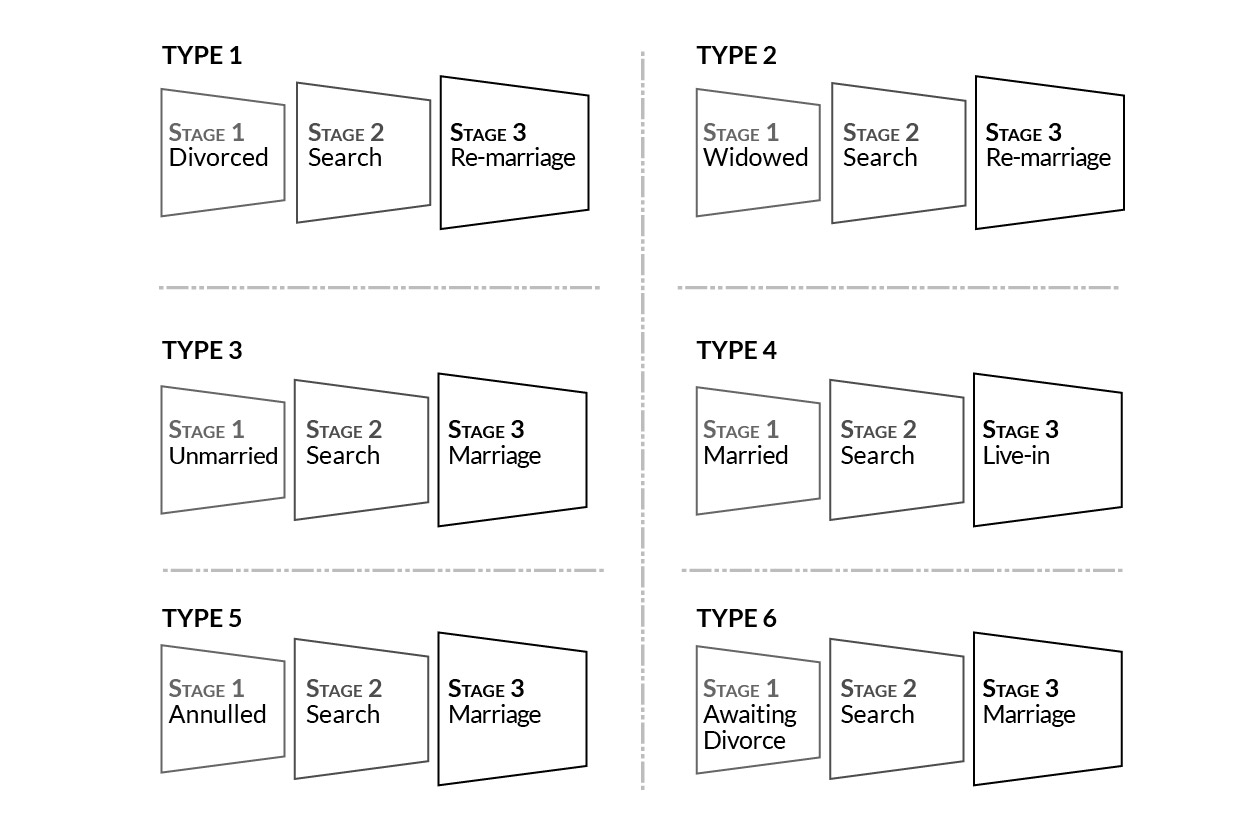 TYPE 1
Stage 1
Divorced
Stage 2
Search
Stage 3
Re-marriage
TYPE 2
Stage 1
Widowed
Stage 2
Search
Stage 3
Re-marriage
TYPE 3
Stage 1
Unmarried
Stage 2
Search
Stage 3
Marriage
TYPE 4
Stage 1
Married
Stage 2
Search
Stage 3
Live-in
TYPE 5
Stage 1
Annulled
Stage 2
Search
Stage 3
Marriage
TYPE 6
Stage 1
Awaiting
Divorce
Stage 2
Search
Stage 3
Marriage